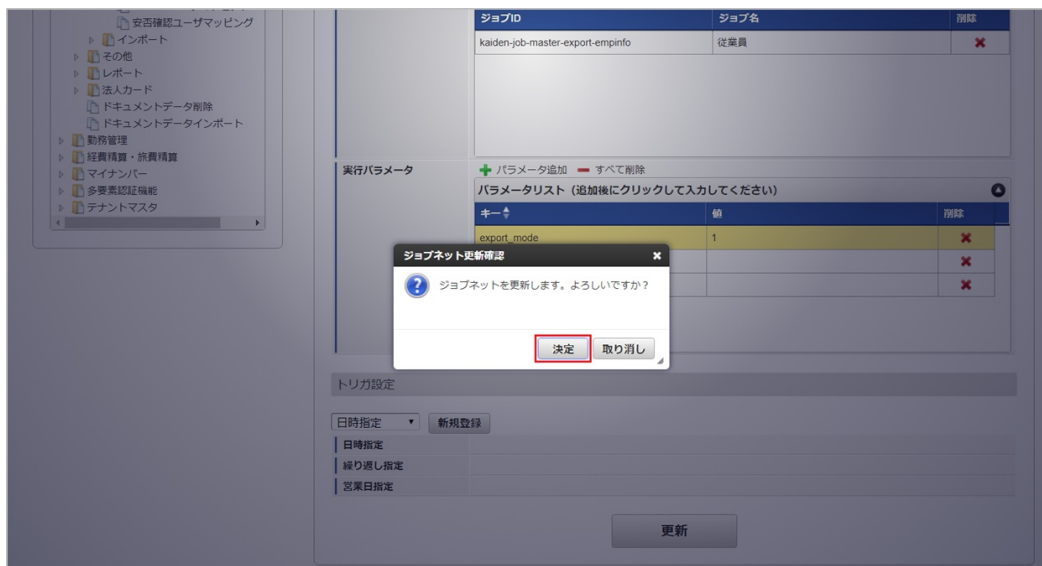 安否確認ユーザマッピング
インポート
その他
レポート
法人カード
ドキュメントデータ削除
ドキュメントデータインポート
勤務管理
経費精算・旅費精算
マイナンバー
多要素認証機能
テナントマスタ
ジョブID ジョブ名 削除
kaiden-job-master-export-empinfo 従業員
実行パラメータ
パラメータ追加 すべて削除
パラメータリスト（追加後にクリックして入力してください）
キー 値 削除
export_mode 1
ジョブネット更新確認
ジョブネットを更新します。よろしいですか？
決定 取り消し
トリガ設定
日時指定 新規登録
日時指定
繰り返し指定
営業日指定
更新